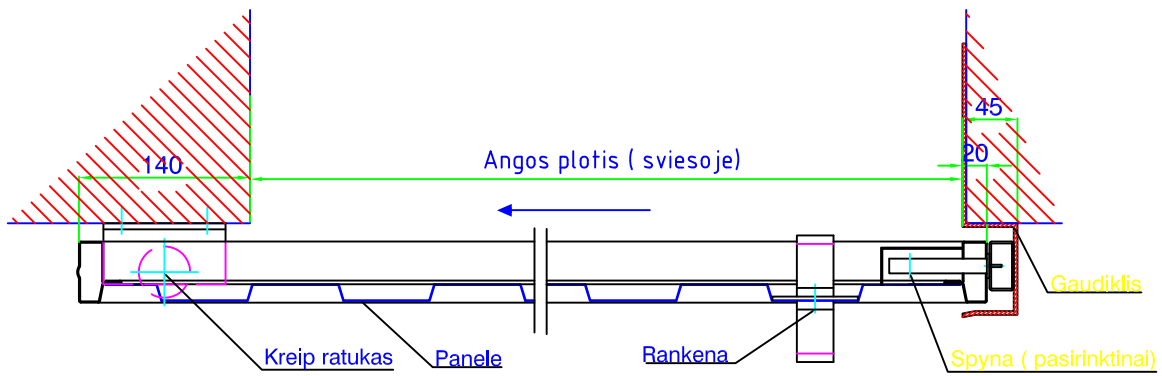 45
140
Angos plotis ( sviesoje)
20
Gaudiklis
Kreip ratukas
Panele
Rankena
Spyna ( pasirinktinai)